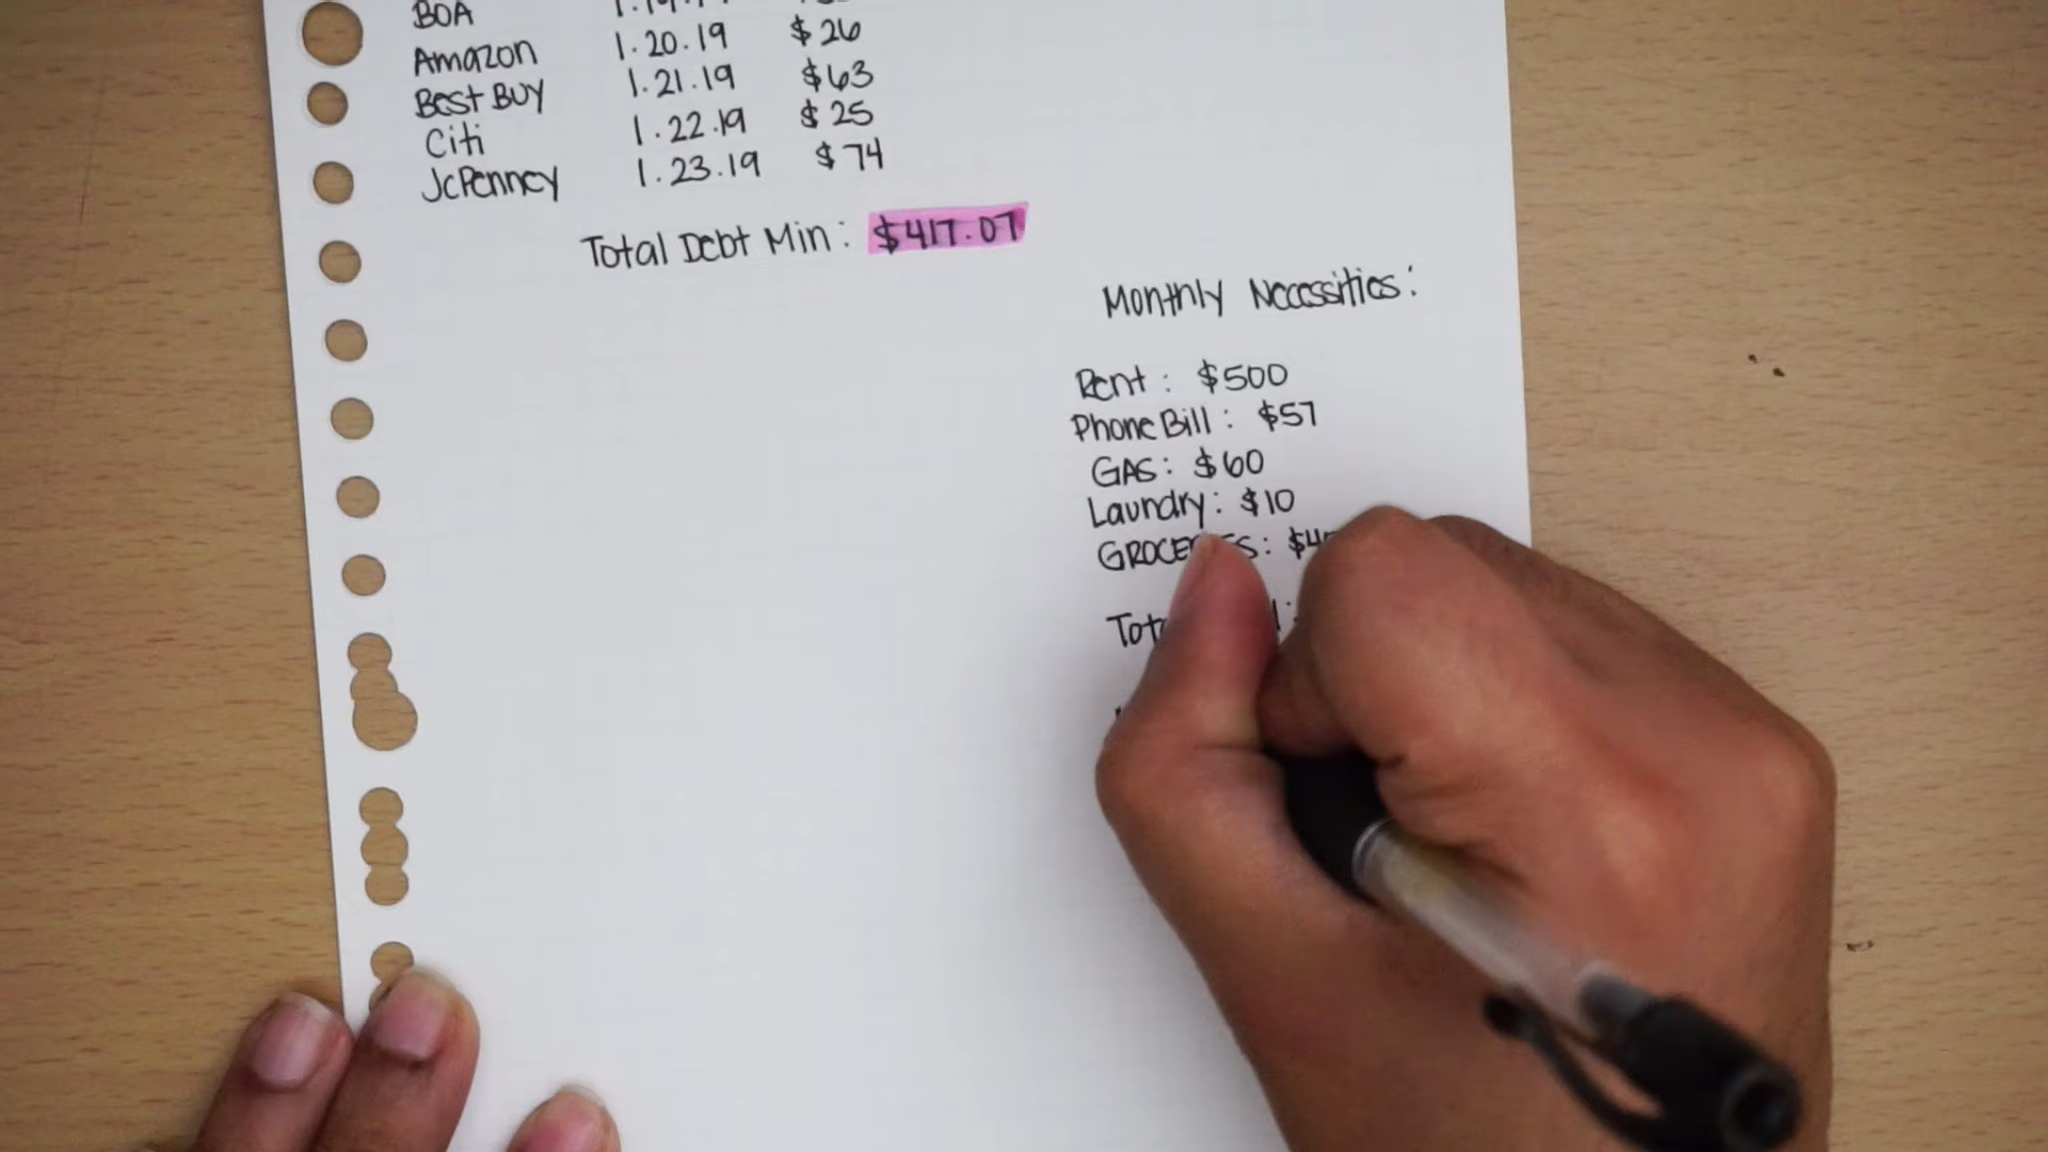 BOA
Amazon 1.20.19 $26
Best Buy 1.21.19 $63
Citi 1.22.19 $25
JcPenney 1.23.19 $74
Total Debt Min: $417.07
Monthly Necessities:
Rent: $500
Phone Bill: $57
GAS: $60
Laundry: $10
GROCERIES: